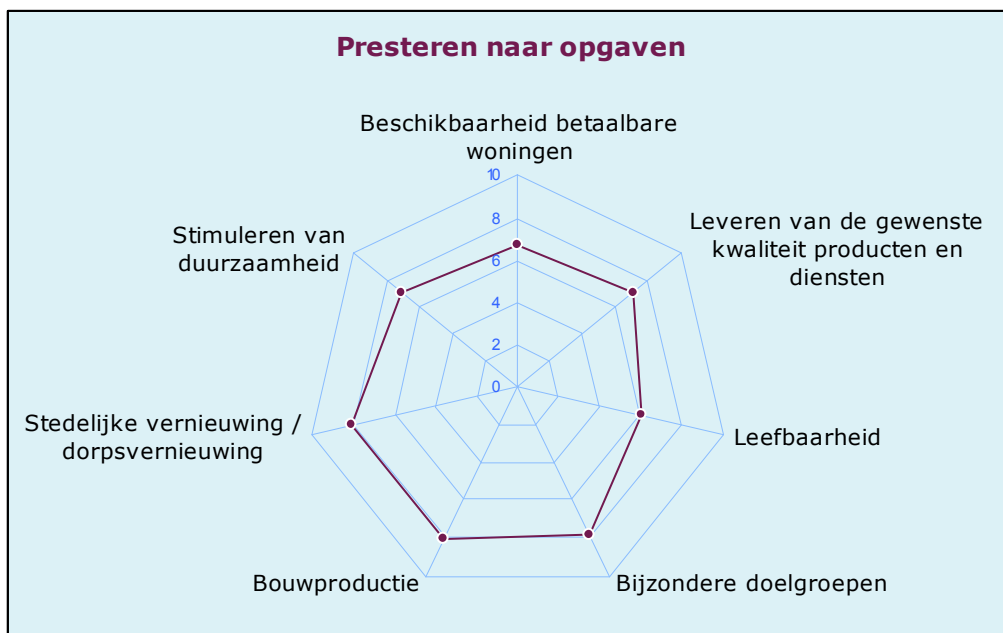 Presteren naar opgaven
Beschikbaarheid betaalbare
woningen
10
8
6
4
2
0
Leveren van de gewenste
kwaliteit producten en
diensten
Leefbaarheid
Bijzondere doelgroepen
Bouwproductie
Stedelijke vernieuwing /
dorpsvernieuwing
Stimuleren van
duurzaamheid